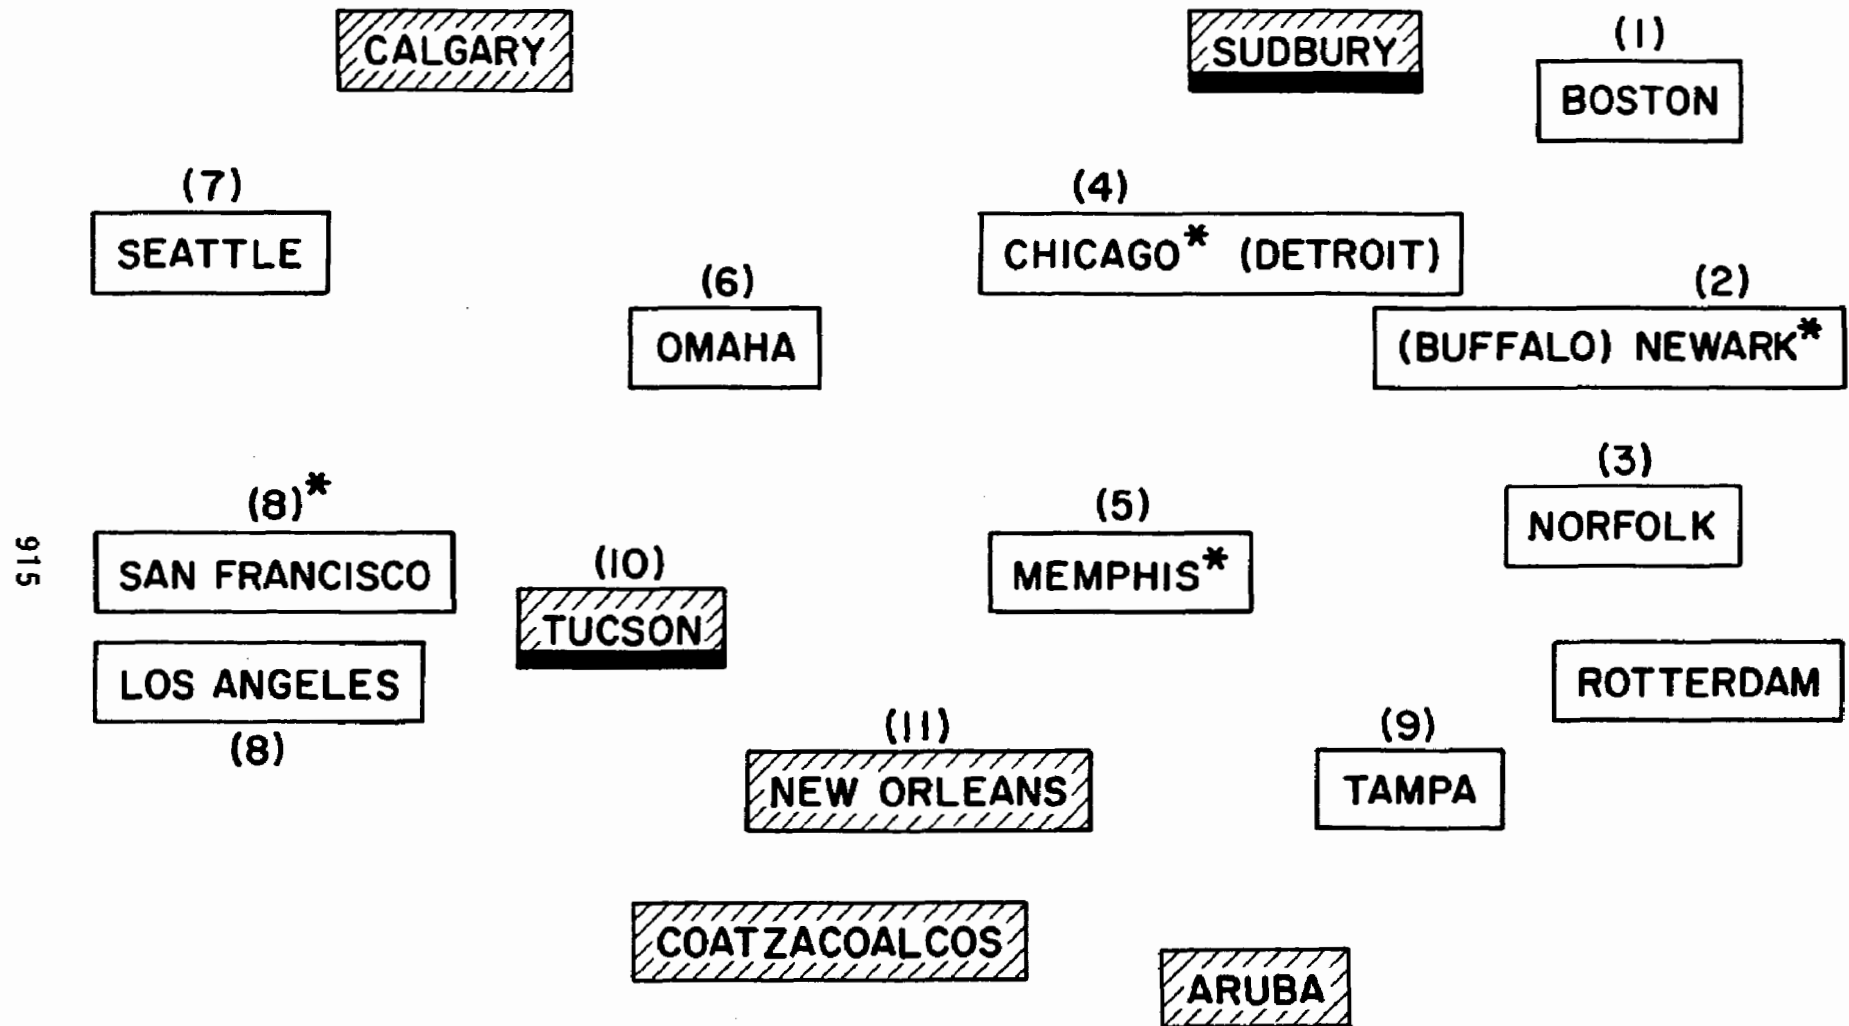 CALGARY
SUDBURY
(1)
BOSTON
(7)
SEATTLE
(4)
CHICAGO* (DETROIT)
(6)
OMAHA
(2)
(BUFFALO) NEWARK*
(3)
NORFOLK
(8)*
SAN FRANCISCO
(5)
MEMPHIS*
(10)
TUCSON
LOS ANGELES
(8)
ROTTERDAM
(11)
NEW ORLEANS
(9)
TAMPA
COATZACOALCOS
ARUBA
915